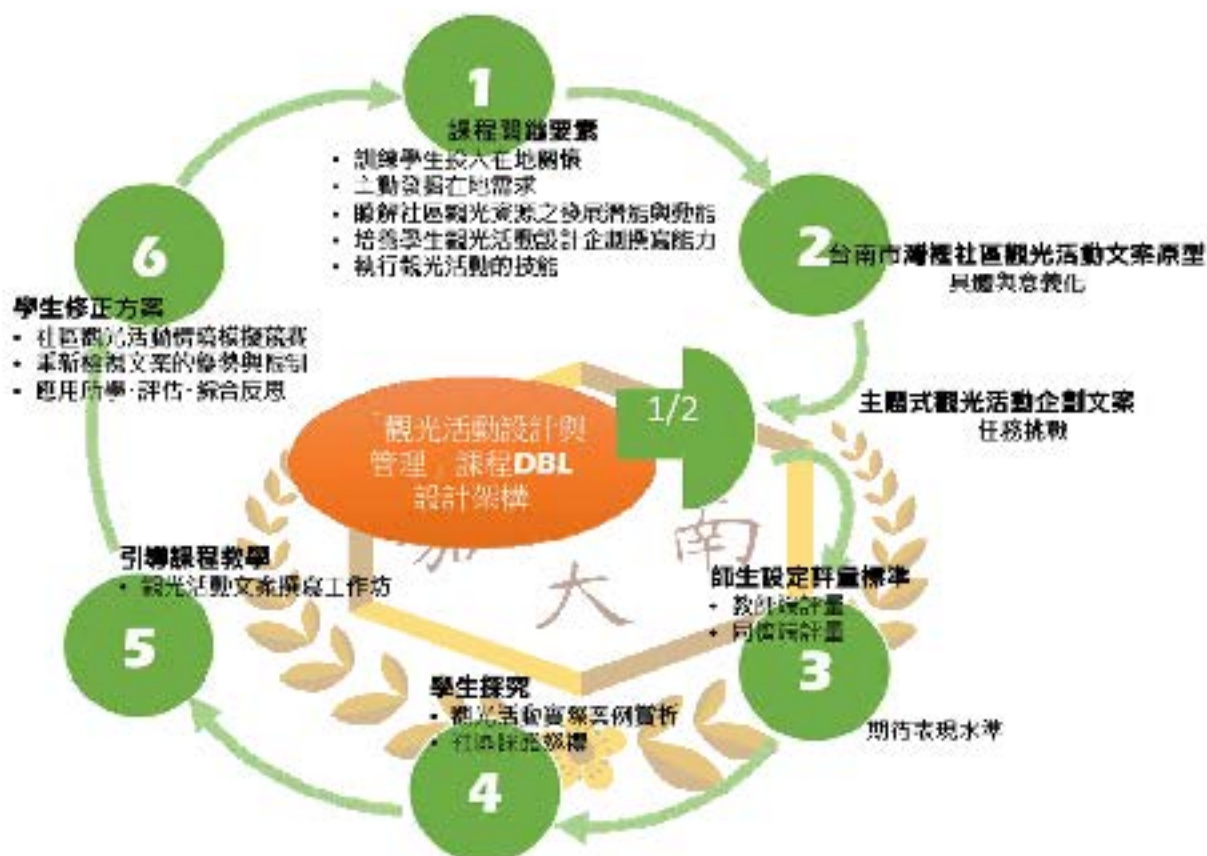 1
課程習鑰要素
• 訓練學生投入在地關懷
• 主動發掘在地需求
• 瞭解社區觀光資源之發展潛能與動能
• 培養學生觀光活動設計企劃撰寫能力
• 執行觀光活動的技能
2
台南市灣裡社區觀光活動文案原型
具體與意義化
1/2
主題式觀光活動企劃文案
任務挑戰
「觀光活動設計與
管理」課程DBL
設計架構
南
大
師生設定評量標準
• 教師端評量
• 同儕端評量
3
期待表現水準
學生探究
• 觀光活動實際案例賞析
• 社區
4
引導課程教學
• 觀光活動文案撰寫工作坊
5
6
學生修正方案
• 社區觀光活動情境模擬競賽
• 重新檢視文案的優勢與限制
• 應用所學‧評估‧綜合反思